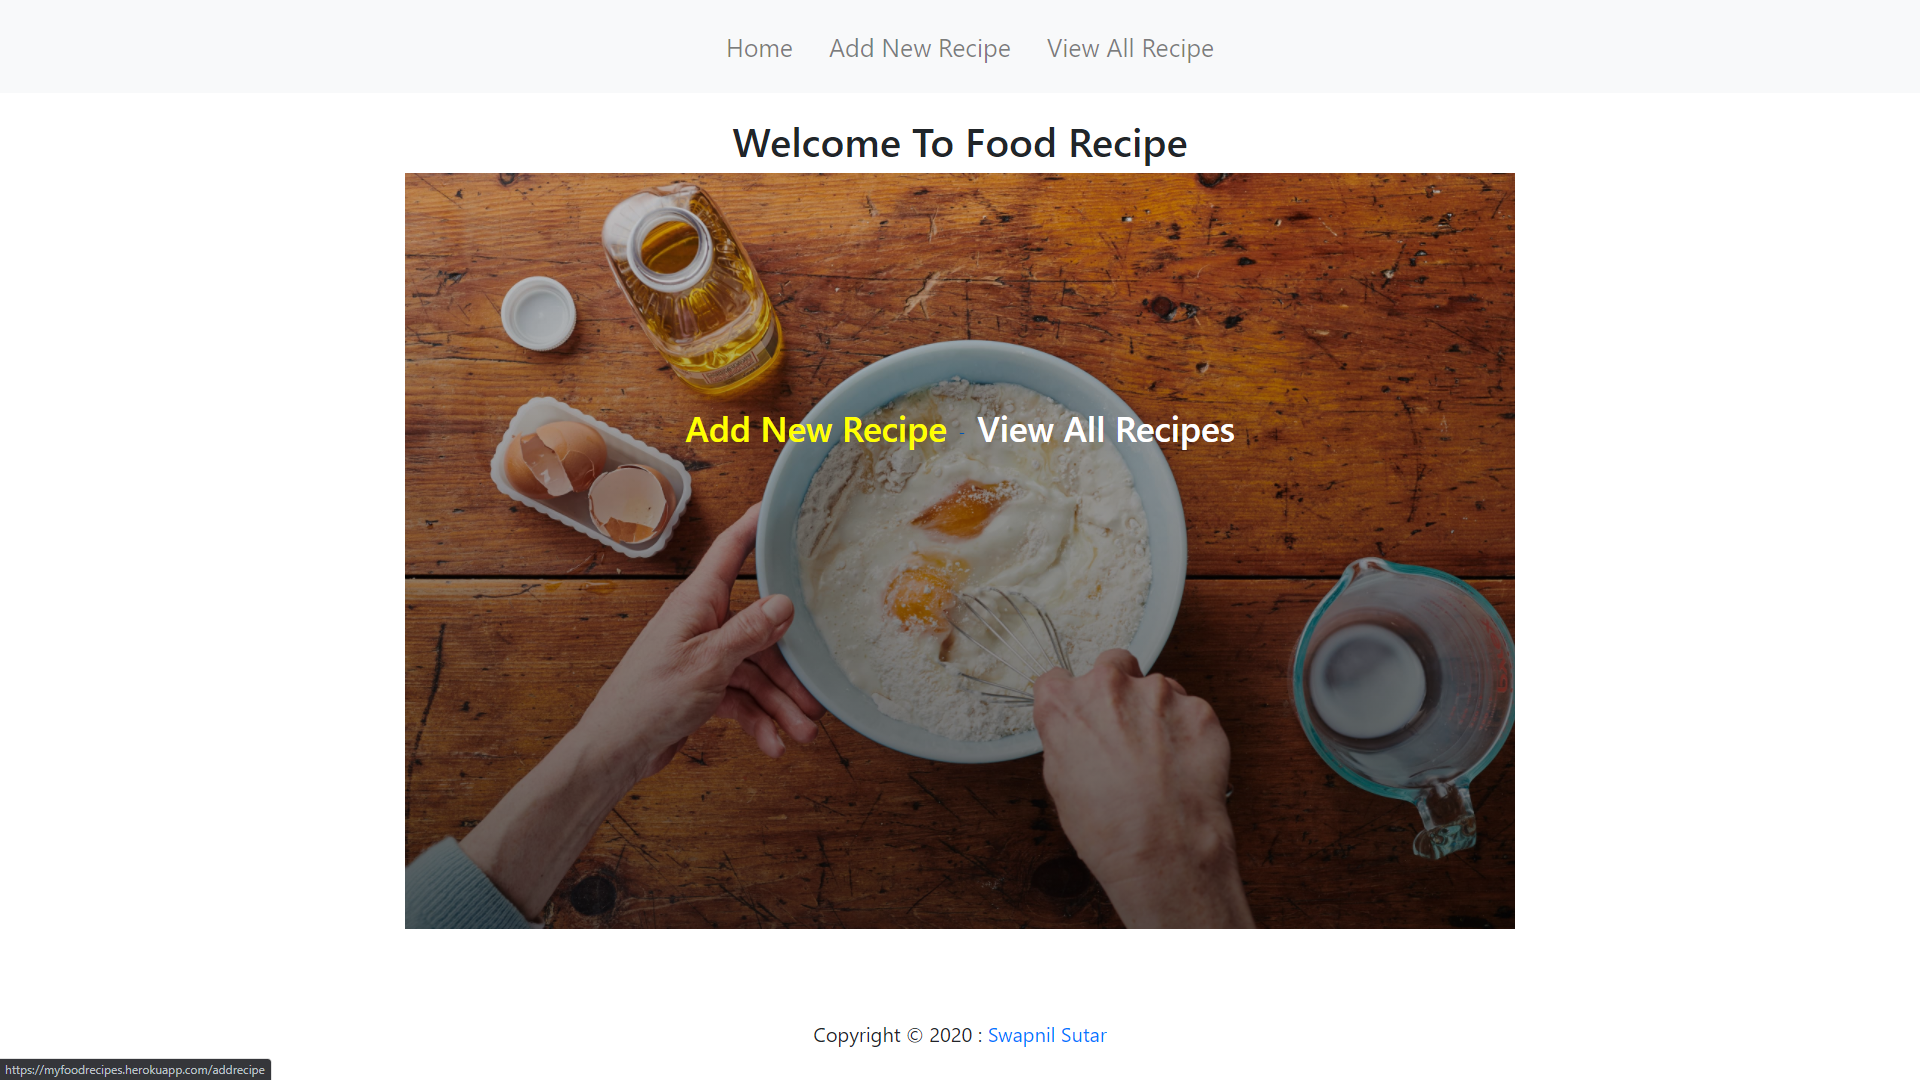 Home Add New Recipe View All Recipe
Welcome To Food Recipe
Add New Recipe - View All Recipes
Copyright © 2020 : Swapnil Sutar
https://myfoodrecipes.herokuapp.com/addrecipe